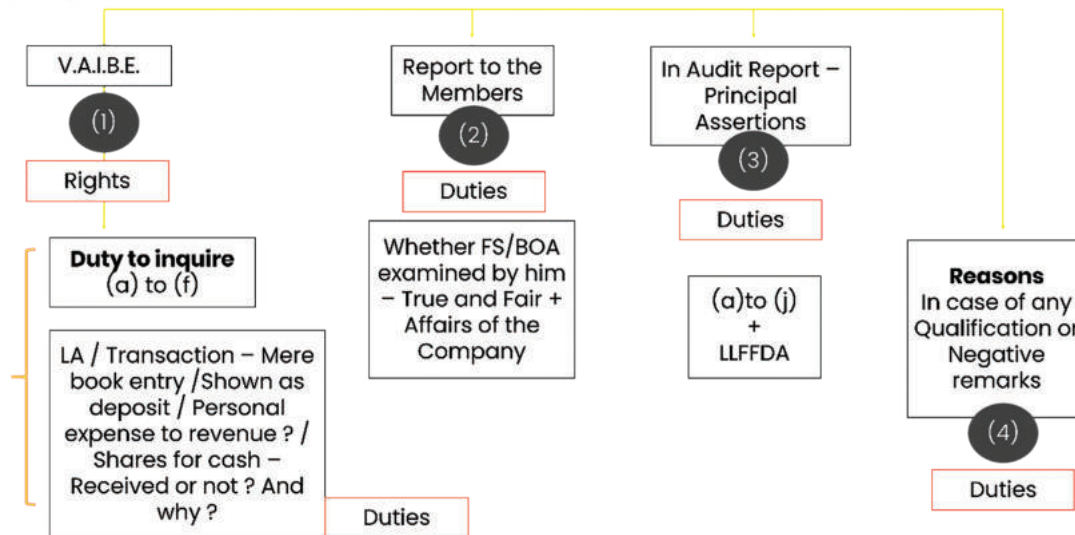 V.A.I.B.E.
(1)
Rights
Duty to inquire
(a) to (f)
LA / Transaction – Mere
book entry /Shown as
deposit / Personal
expense to revenue ? /
Shares for cash –
Received or not ? And
why ?
Duties
Report to the
Members
(2)
Duties
Whether FS/BOA
examined by him
– True and Fair +
Affairs of the
Company
In Audit Report –
Principal
Assertions
(3)
Duties
(a)to (j)
+
LLFFDA
Reasons
In case of any
Qualification or
Negative
remarks
(4)
Duties